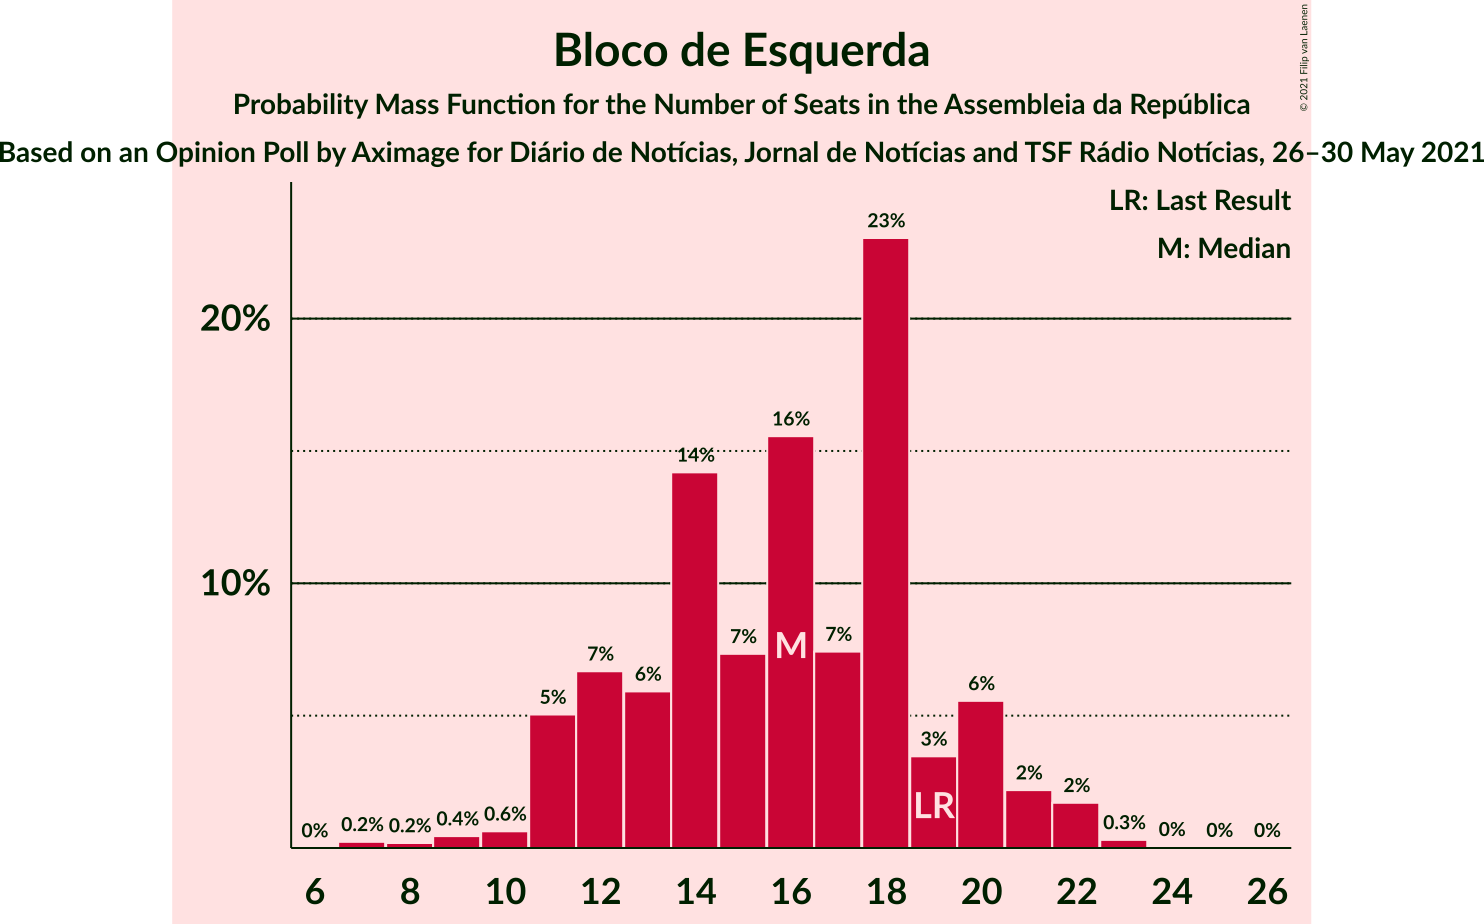 Bloco de Esquerda
Probability Mass Function for the Number of Seats in the Assembleia da República
Based on an Opinion Poll by Aximage for Diário de Notícias, Jornal de Notícias and TSF Rádio Notícias, 26–30 May 2021
© 2021 Filip van Laenen
LR: Last Result
M: Median
20%
10%
0% 0.2% 0.2% 0.4% 0.6% 5% 7% 6% 14% 7% 16% 7% 23% 3% 6% 2% 2% 0.3% 0% 0% 0%
M
LR
6 8 10 12 14 16 18 20 22 24 26